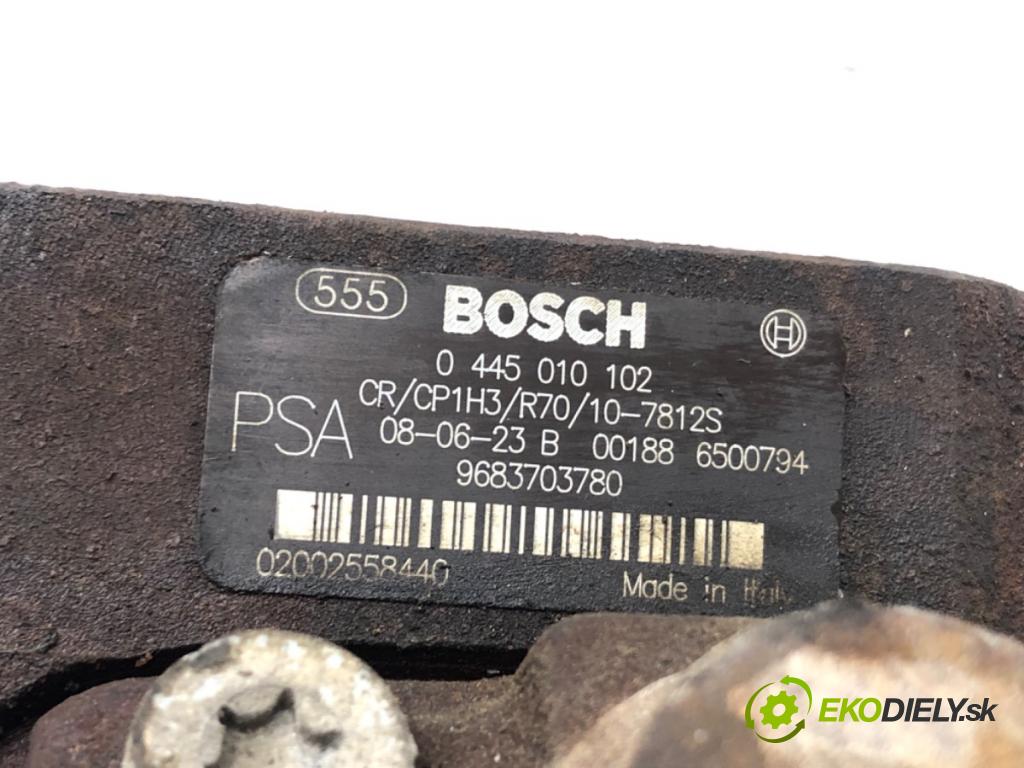 555 BOSCH
0 445 010 102
CR/CP1H3/R70/10-7812S
PSA 08-06-23 B 00188 6500794
9683703780
02002558440
Made in Italy
EKODIELY.sk